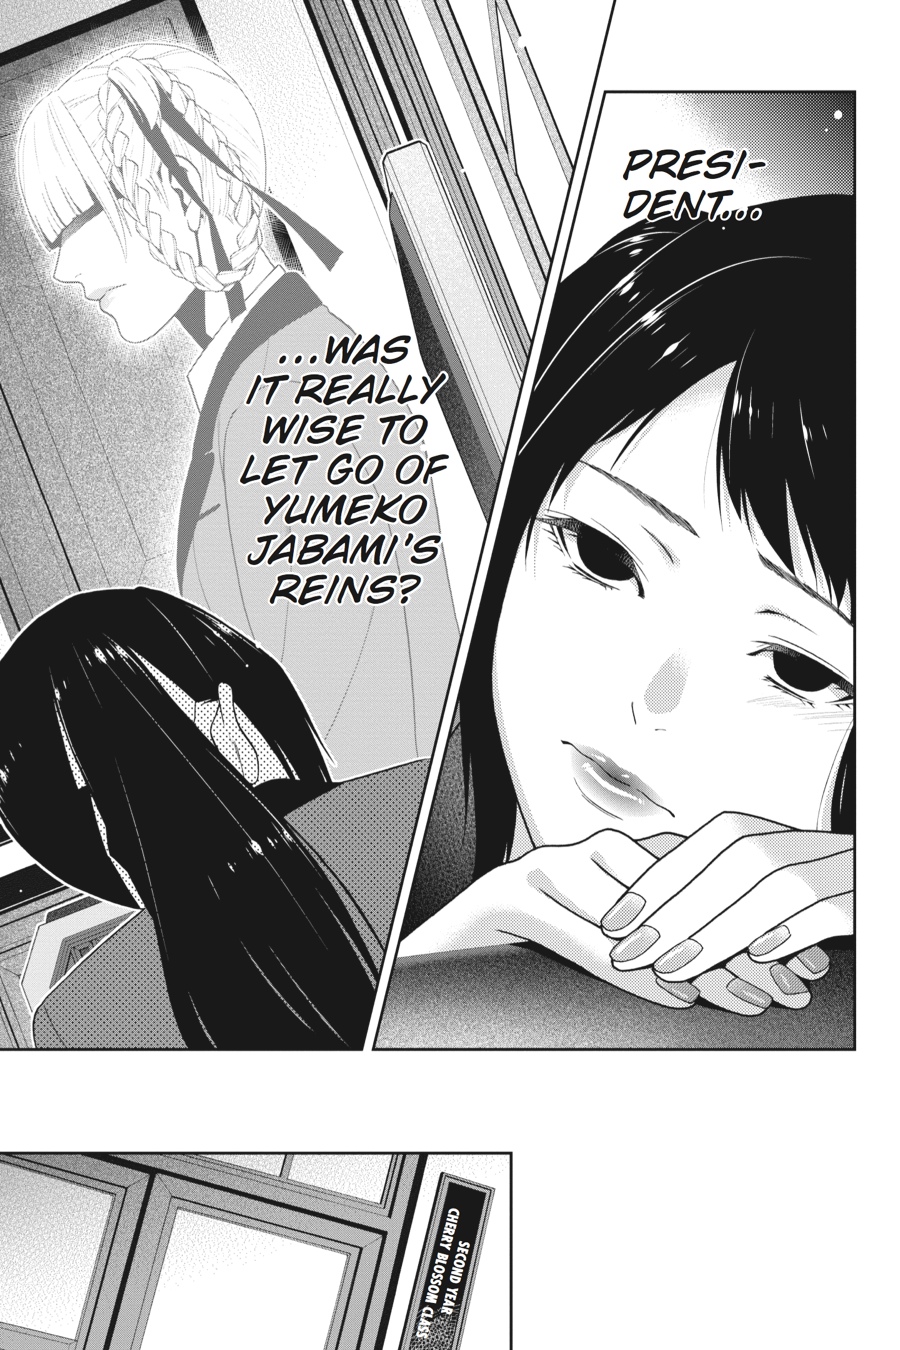 PRESI-
DENT...
...WAS
IT REALLY
WISE TO
LET GO OF
YUMEKO
JABAMI'S
REINS?
SECOND YEAR
CHERRY BLOSSOM CLASS